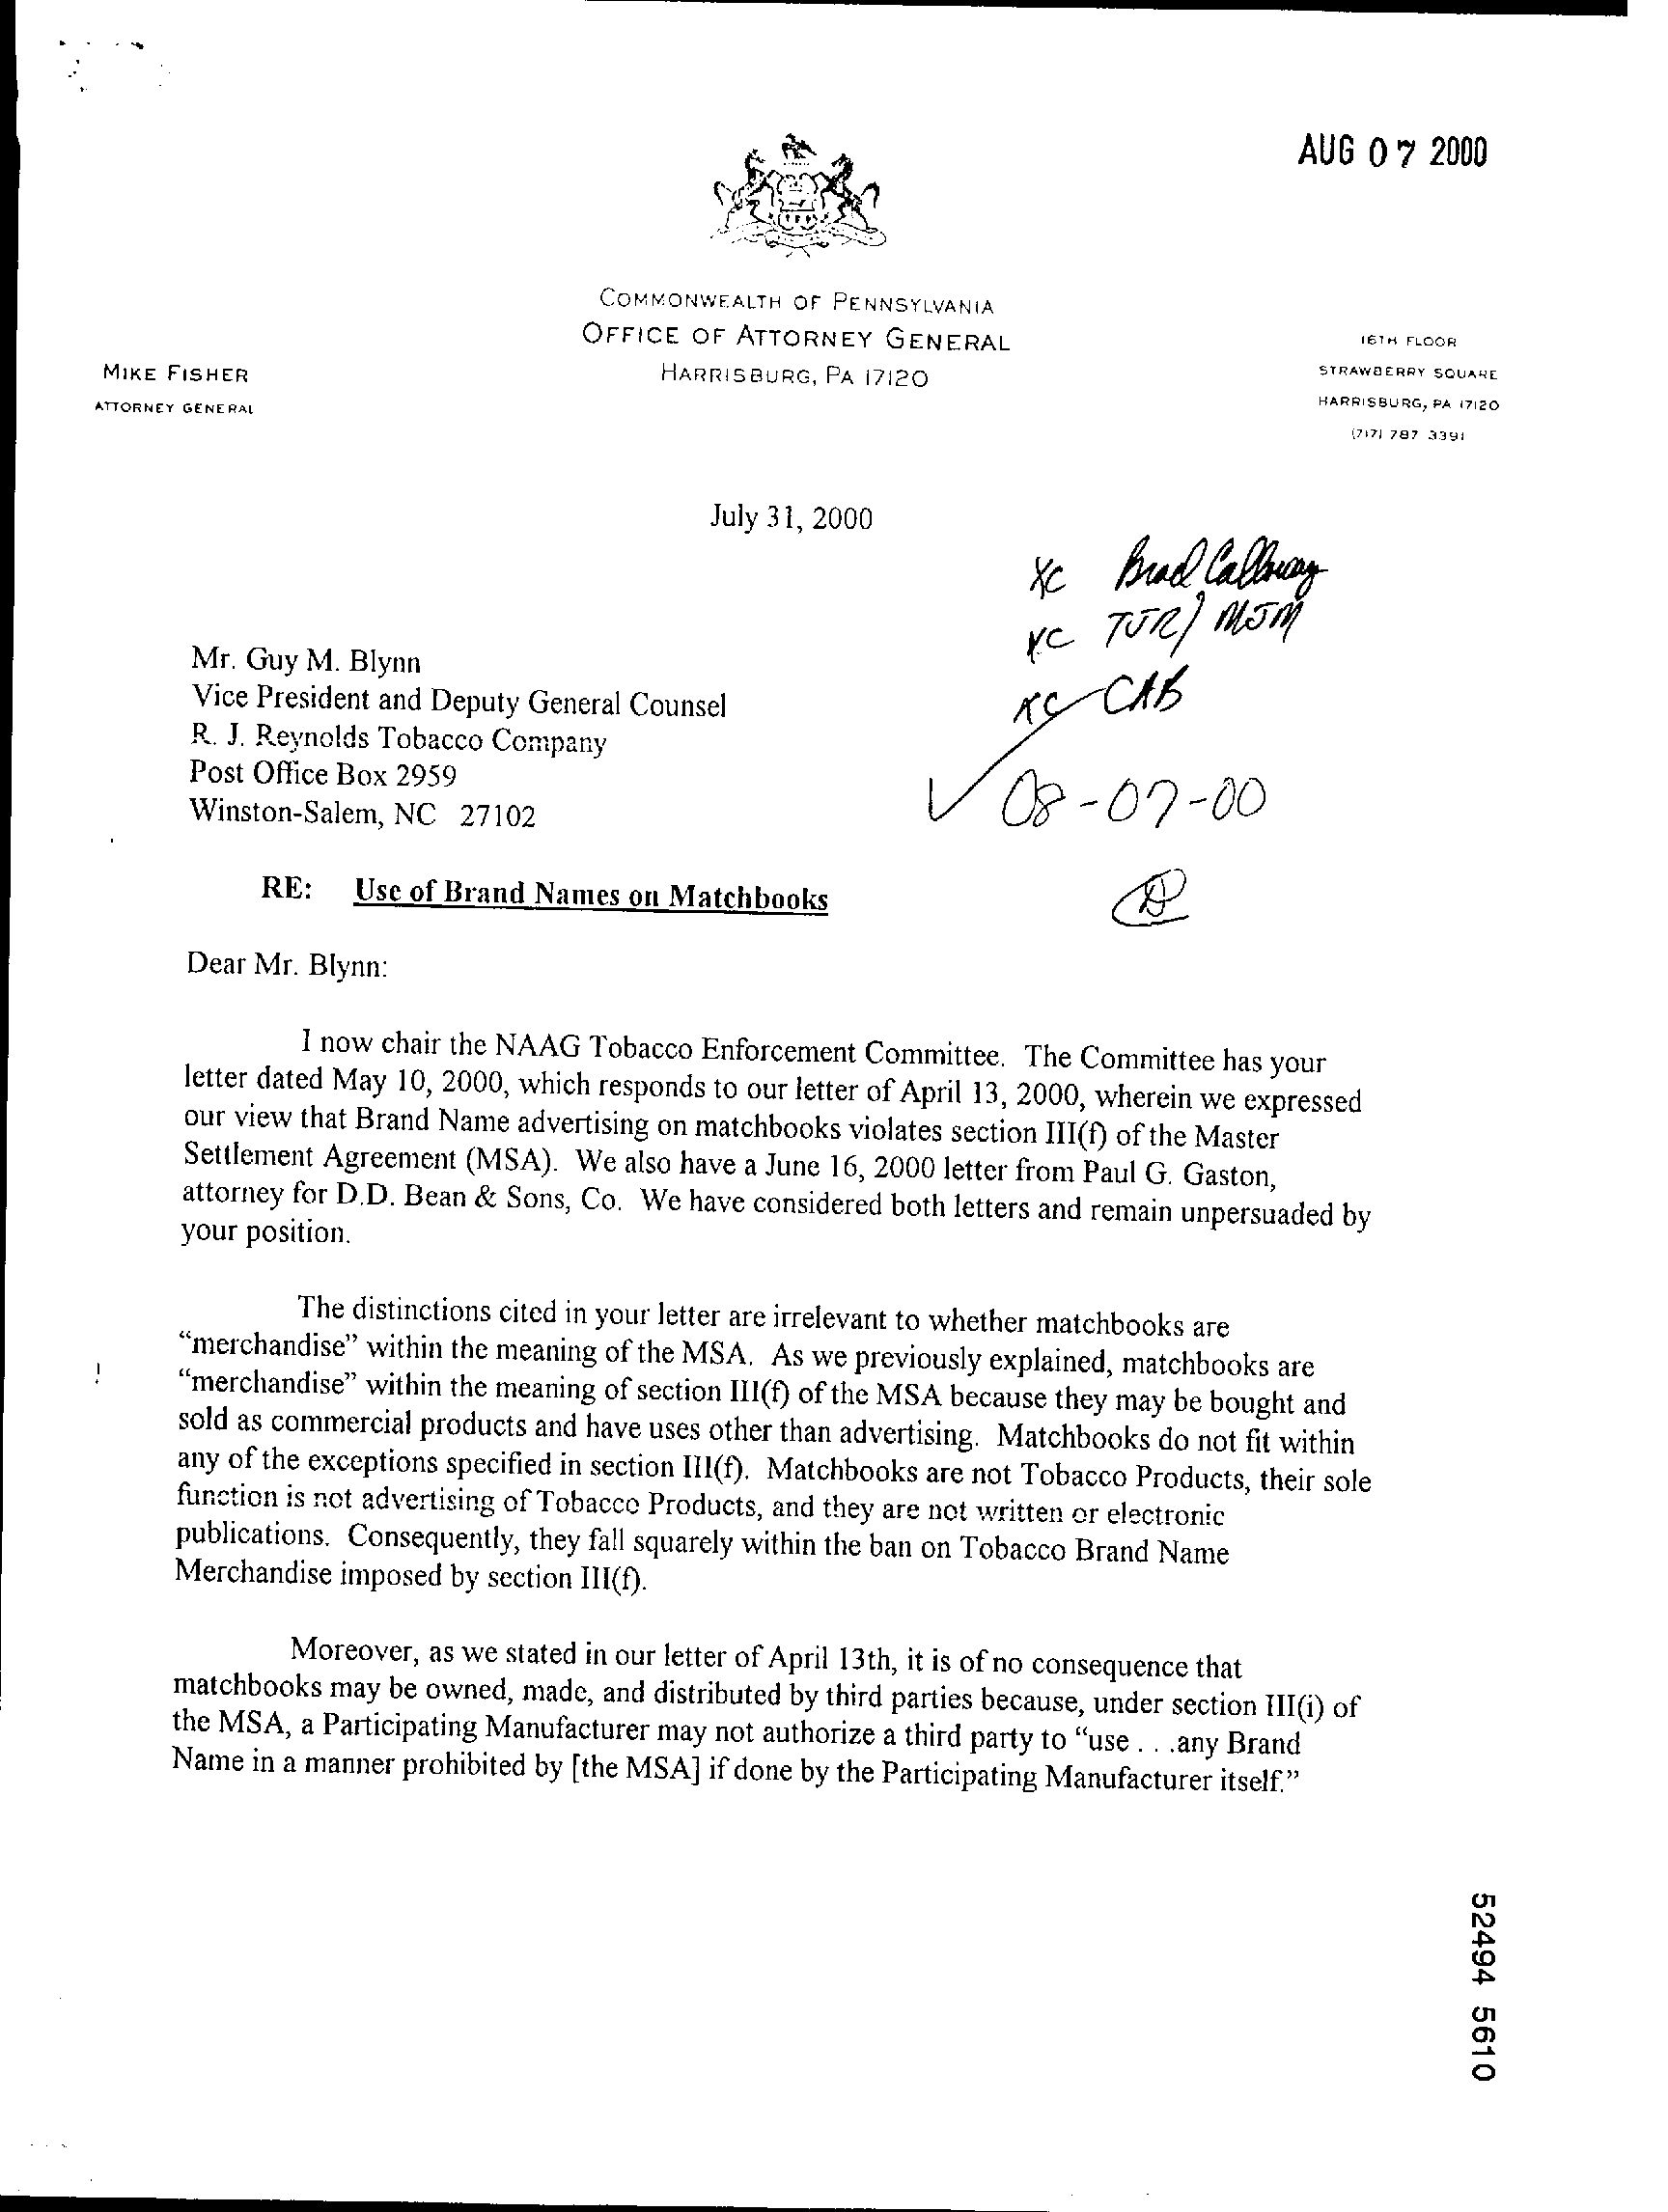 AUG 07 2000
COMMONWEALTH OF PENNSYLVANIA
OFFICE OF ATTORNEY GENERAL
HARRISBURG, PA 17120
MIKE FISHER
ATTORNEY GENERAL
16TH FLOOR
STRAWBERRY SQUARE
HARRISBURG, PA 17120
(717) 787 3391
July 31, 2000
XC Brad Calloway
XC TJR/ MJM
XC CAB
08-07-00
Mr. Guy M. Blynn
Vice President and Deputy General Counsel
R. J. Reynolds Tobacco Company
Post Office Box 2959
Winston-Salem, NC 27102
RE: Use of Brand Names on Matchbooks
Dear Mr. Blynn:
I now chair the NAAG Tobacco Enforcement Committee. The Committee has your
letter dated May 10, 2000, which responds to our letter of April 13, 2000, wherein we expressed
our view that Brand Name advertising on matchbooks violates section III(f) of the Master
Settlement Agreement (MSA). We also have a June 16, 2000 letter from Paul G. Gaston,
attorney for D.D. Bean & Sons, Co. We have considered both letters and remain unpersuaded by
your position.
The distinctions cited in your letter are irrelevant to whether matchbooks are
“merchandise” within the meaning of the MSA. As we previously explained, matchbooks are
“merchandise” within the meaning of section III(f) of the MSA because they may be bought and
sold as commercial products and have uses other than advertising. Matchbooks do not fit within
any of the exceptions specified in section III(f). Matchbooks are not Tobacco Products, their sole
function is not advertising of Tobacco Products, and they are not written or electronic
publications. Consequently, they fall squarely within the ban on Tobacco Brand Name
Merchandise imposed by section III(f).
Moreover, as we stated in our letter of April 13th, it is of no consequence that
matchbooks may be owned, made, and distributed by third parties because, under section III(i) of
the MSA, a Participating Manufacturer may not authorize a third party to “use . . .any Brand
Name in a manner prohibited by [the MSA] if done by the Participating Manufacturer itself.”
52494 5610